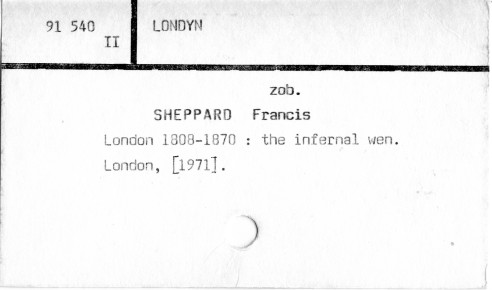 91 540 LONDYN
II
zob.
SHEPPARD Francis
London 1808-1870 : the infernal wen.
London, [1971].